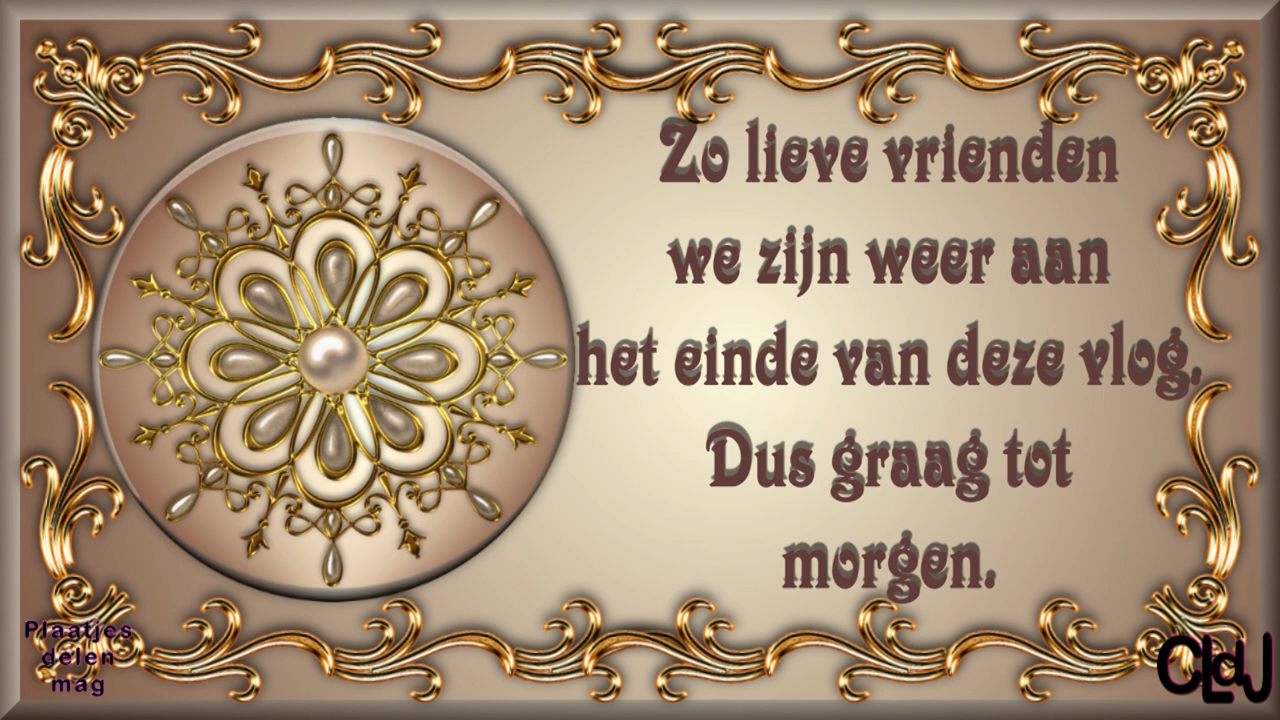 Zo lieve vrienden
we zijn weer aan
het einde van deze vlog.
Dus graag tot
morgen.
Plaatjes
delen
mag
CLdJ